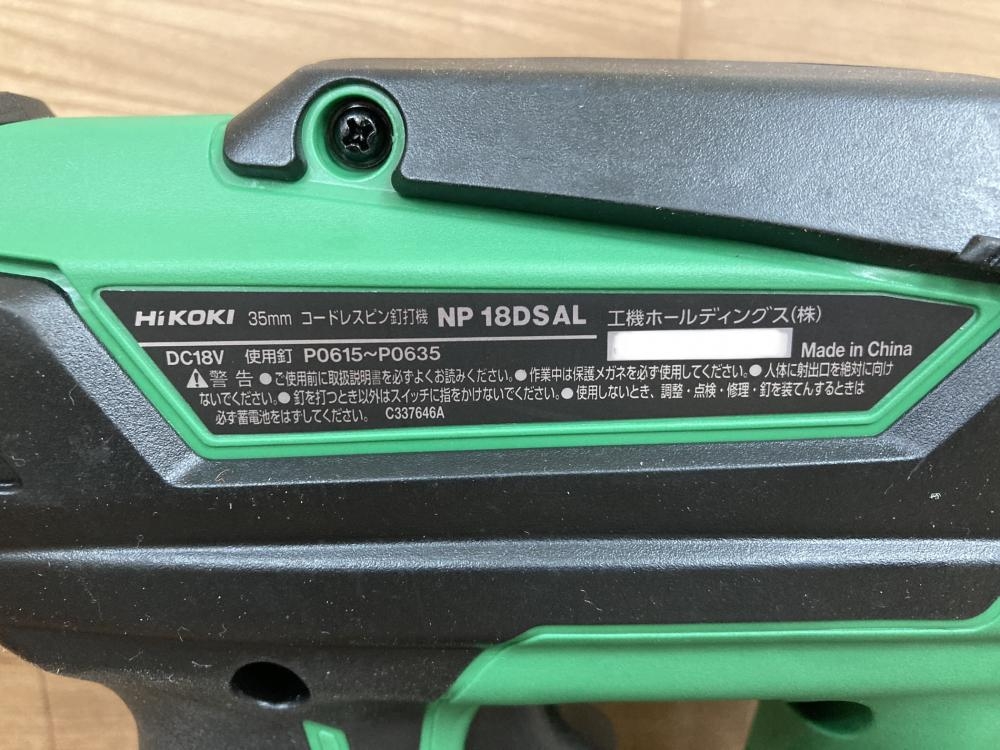 HiKOKI 35mm コードレスピン釘打機 NP 18DSAL 工機ホールディングス(株)
DC18V 使用釘 P0615~P0635 Made in China
警告 ●ご使用前に取扱説明書を必ずよくお読みください。●作業中は保護メガネを必ず使用してください。●人体に射出口を絶対に向け
ないでください。●釘を打つとき以外はスイッチに指をかけないでください。●使用しないとき、調整・点検・修理・釘を装てんするときは
必ず蓄電池をはずしてください。 C337646A